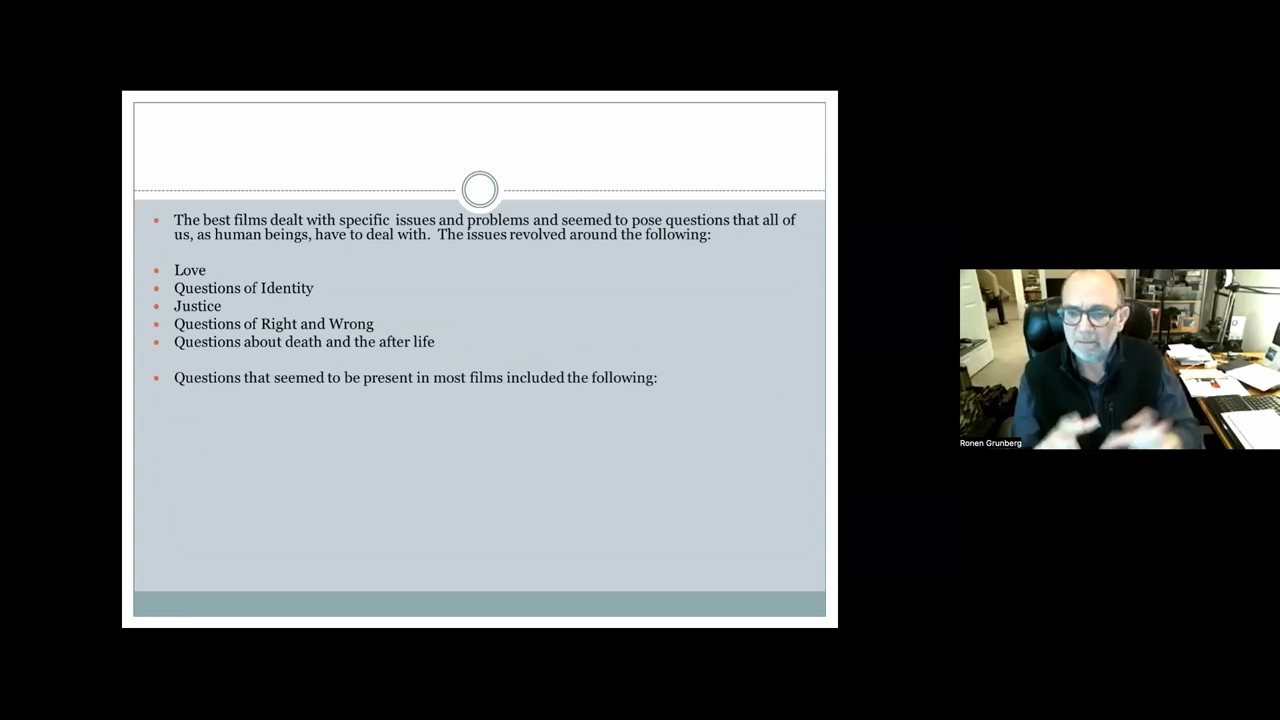 The best films dealt with specific issues and problems and seemed to pose questions that all of
us, as human beings, have to deal with. The issues revolved around the following:
Love
Questions of Identity
Justice
Questions of Right and Wrong
Questions about death and the after life
Questions that seemed to be present in most films included the following:
Ronen Grunberg